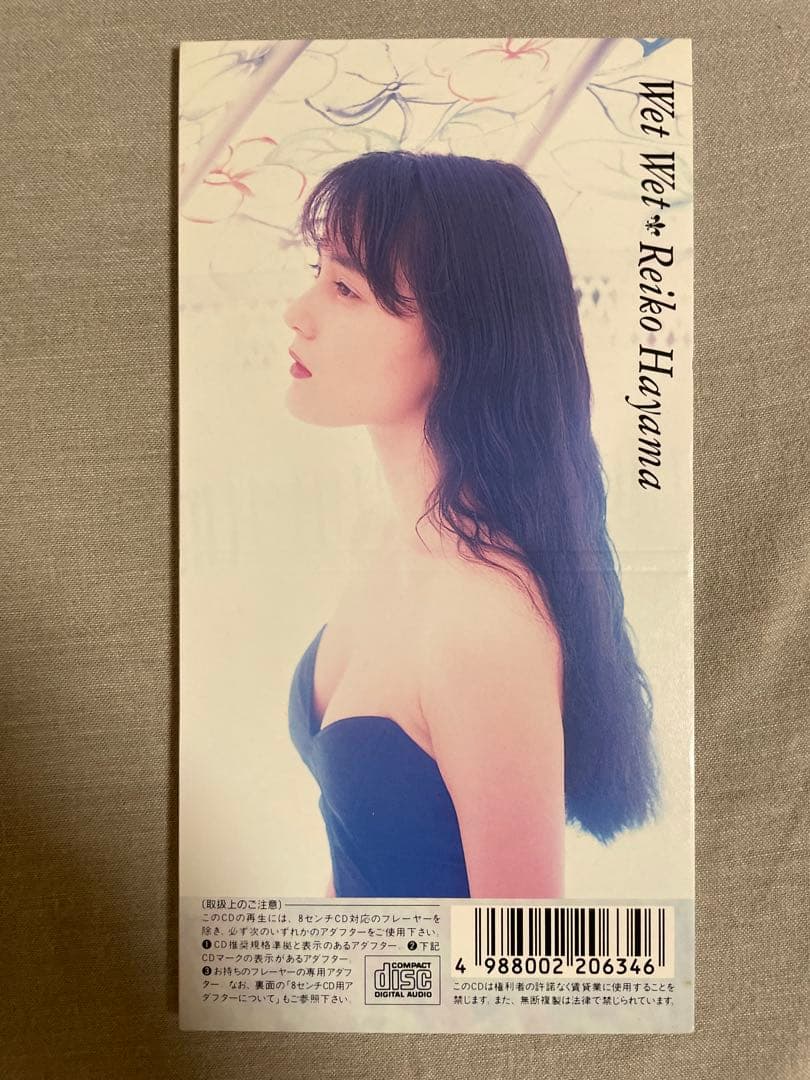 Wet Wet Reiko Hayama
〔取扱上のご注意〕
このCDの再生には、8センチCD対応のプレーヤーを
除き、必ず次のいずれかのアダプターをご使用下さい。
❶CD推奨規格準拠と表示のあるアダプター。❷下記
CDマークの表示があるアダプター。
❸お持ちのプレーヤーの専用アダプ
ター。なお、裏面の「8センチCD用ア
ダプターについて」もご参照下さい。
COMPACT
disc
DIGITAL AUDIO
4 988002 206346
このCDは権利者の許諾なく賃貸業に使用することを
禁じます。また、無断複製は法律で禁じられています。